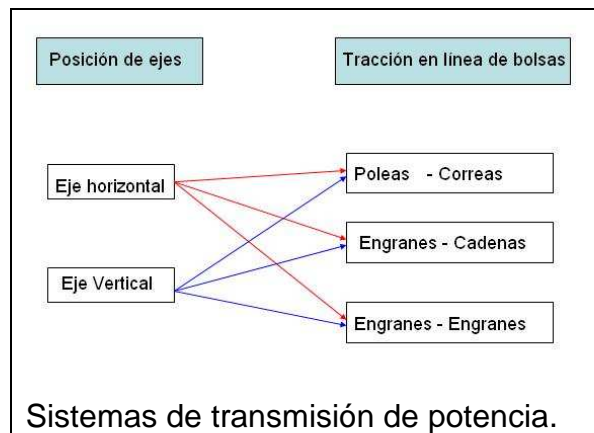 Posición de ejes
Tracción en línea de bolsas
Eje horizontal
Poleas - Correas
Engranes - Cadenas
Eje Vertical
Engranes - Engranes
Sistemas de transmisión de potencia.